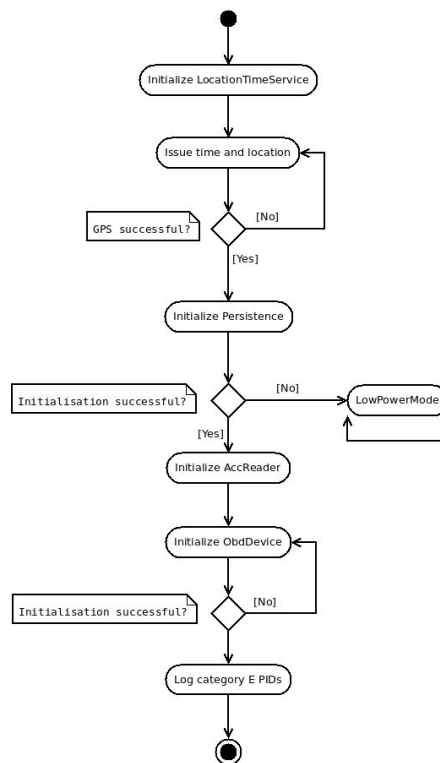 Initialize LocationTimeService
Issue time and location
[No]
GPS successful?
[Yes]
Initialize Persistence
[No]
Initialisation successful?
LowPowerMode
[Yes]
Initialize AccReader
Initialize ObdDevice
[No]
Initialisation successful?
Log category E PIDs